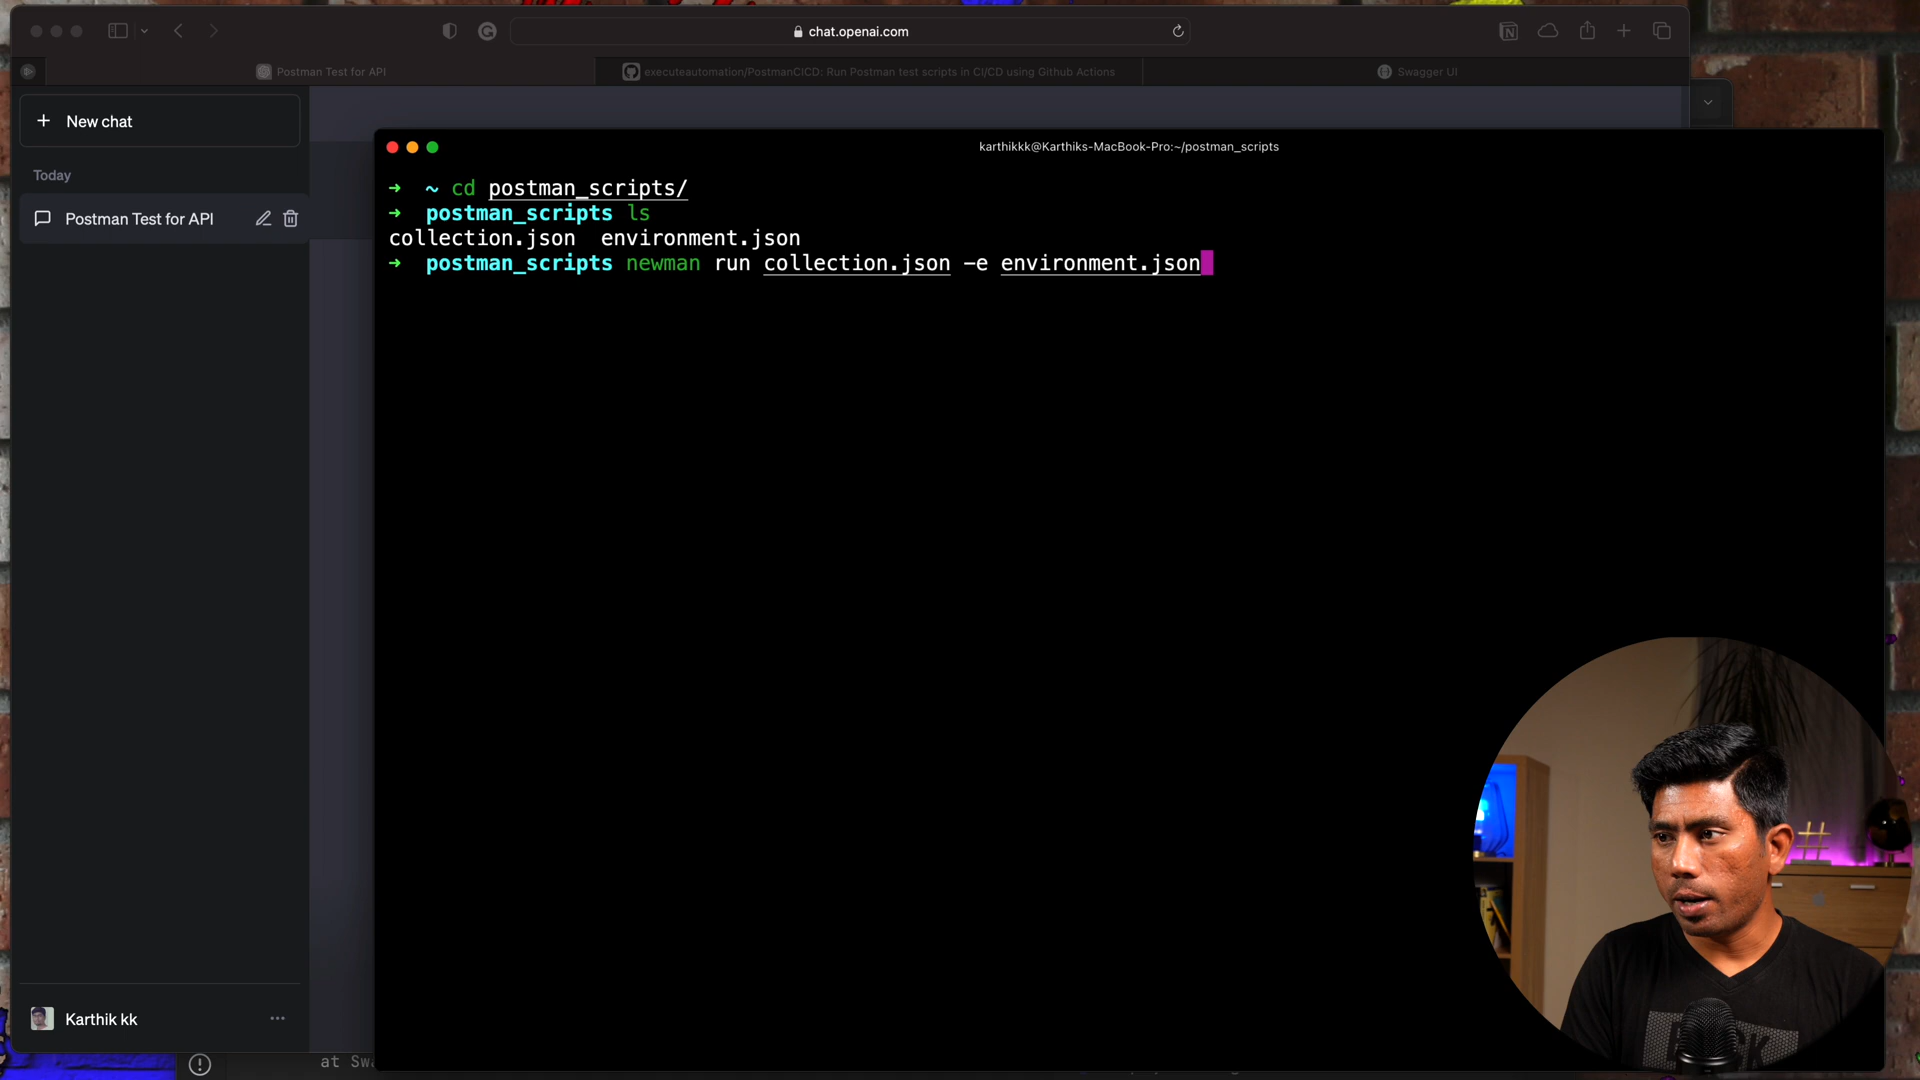 chat.openai.com
Postman Test for API
executeautomation/PostmanCICD: Run Postman test scripts in CI/CD using Github Actions
Swagger UI
+ New chat
Today
Postman Test for API
karthikkk@Karthiks-MacBook-Pro:~/postman_scripts
➜ ~ cd postman_scripts/
➜ postman_scripts ls
collection.json environment.json
➜ postman_scripts newman run collection.json -e environment.json
Karthik kk
at Swa